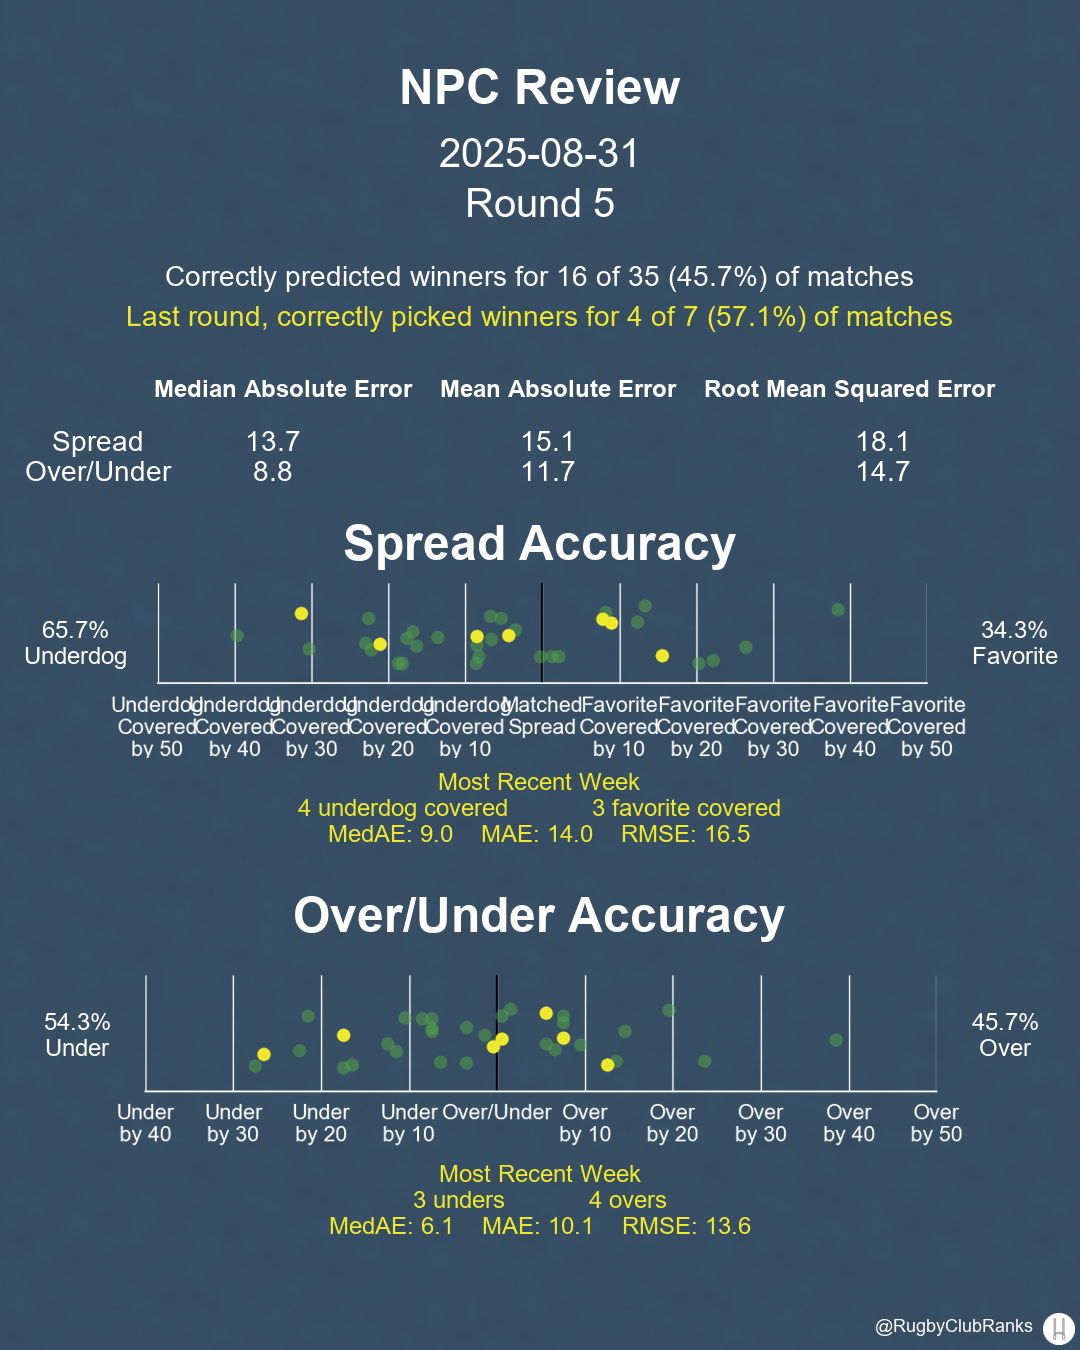 NPC Review
2025-08-31
Round 5
Correctly predicted winners for 16 of 35 (45.7%) of matches
Last round, correctly picked winners for 4 of 7 (57.1%) of matches
Median Absolute Error Mean Absolute Error Root Mean Squared Error
Spread 13.7 15.1 18.1
Over/Under 8.8 11.7 14.7
Spread Accuracy
65.7% 34.3%
Underdog Favorite
Underdog Underdog Underdog Underdog Underdog Matched Favorite Favorite Favorite Favorite Favorite
Covered Covered Covered Covered Covered Spread Covered Covered Covered Covered Covered
by 50 by 40 by 30 by 20 by 10 by 10 by 20 by 30 by 40 by 50
Most Recent Week
4 underdog covered 3 favorite covered
MedAE: 9.0 MAE: 14.0 RMSE: 16.5
Over/Under Accuracy
54.3% 45.7%
Under Over
Under Under Under Under Over/Under Over Over Over Over Over
by 40 by 30 by 20 by 10 by 10 by 20 by 30 by 40 by 50
Most Recent Week
3 unders 4 overs
MedAE: 6.1 MAE: 10.1 RMSE: 13.6
@RugbyClubRanks